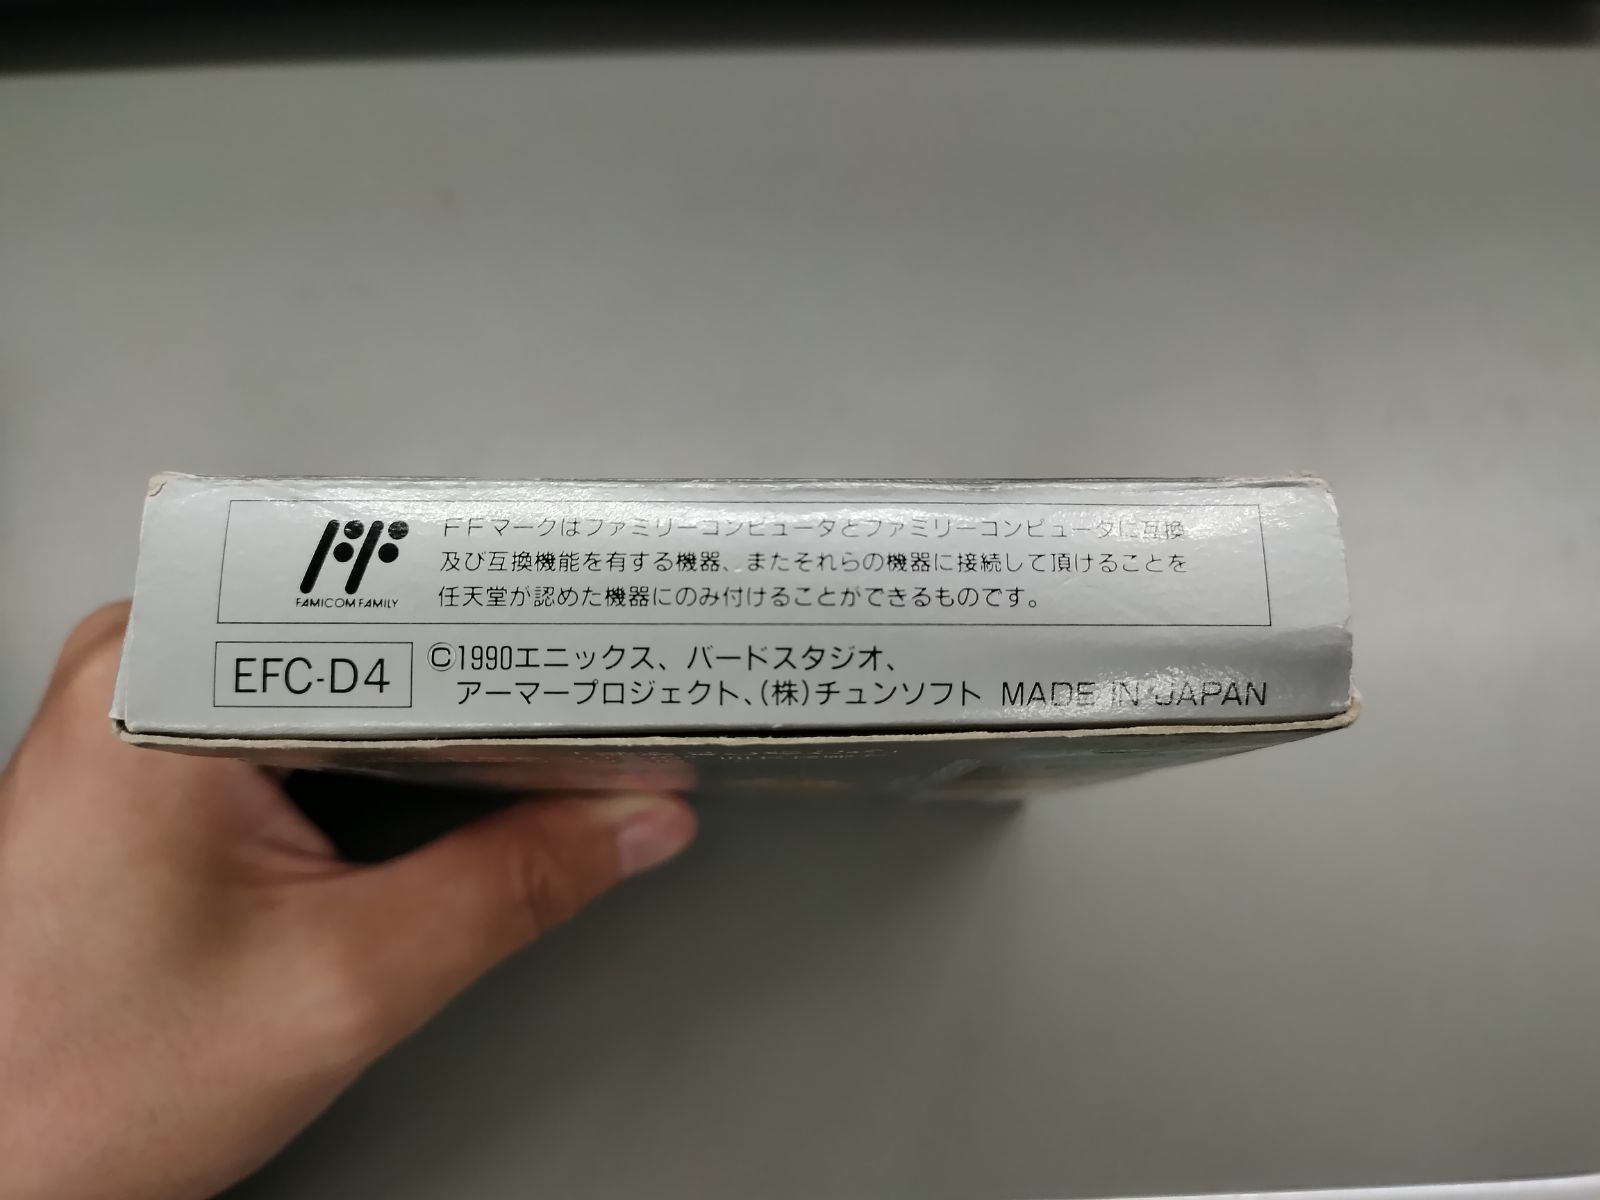 FFマークはファミリーコンピュータとファミリーコンピュータに互換
及び互換機能を有する機器、またそれらの機器に接続して頂けることを
任天堂が認めた機器にのみ付けることができるものです。
FAMICOM FAMILY
EFC-D4
©1990エニックス、バードスタジオ、
アーマープロジェクト、(株)チュンソフト MADE IN JAPAN